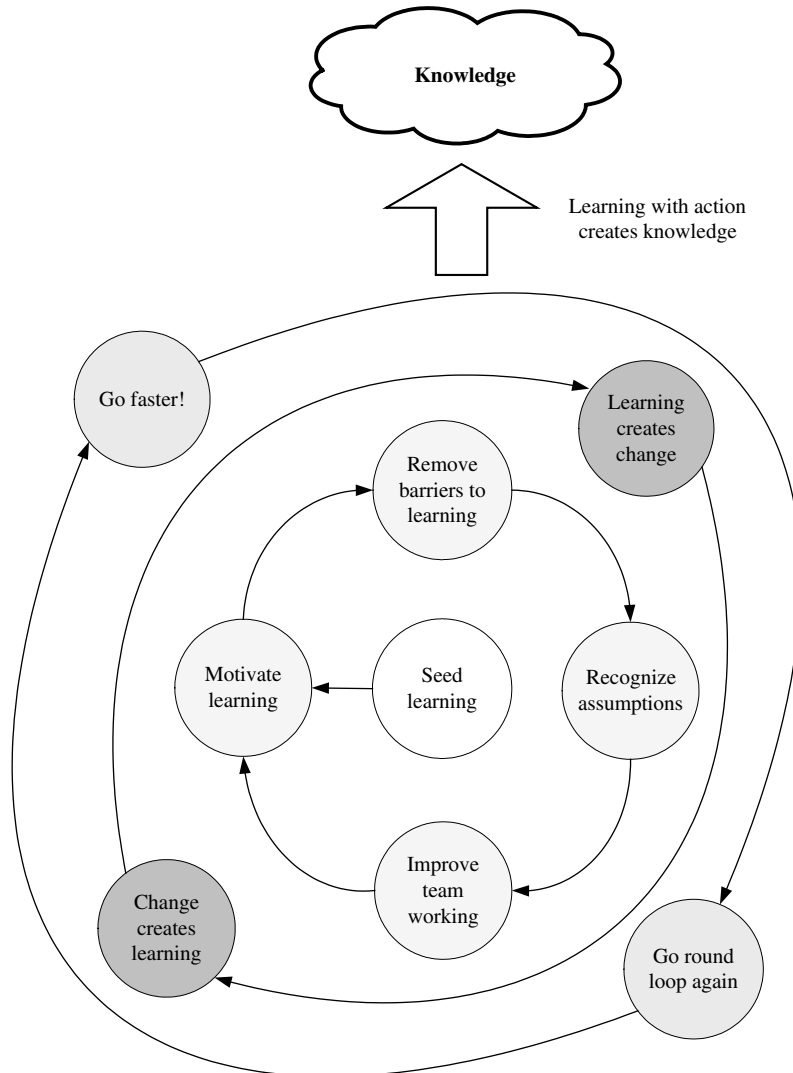 Knowledge
Learning with action
creates knowledge
Go faster!
Learning
creates
change
Remove
barriers to
learning
Motivate
learning
Seed
learning
Recognize
assumptions
Improve
team
working
Change
creates
learning
Go round
loop again